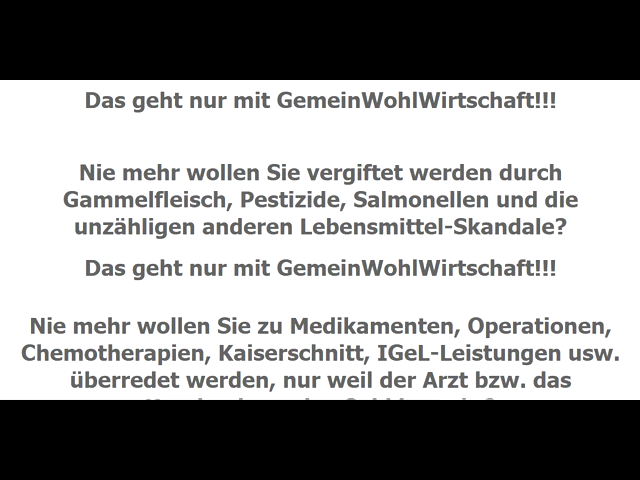 Das geht nur mit GemeinWohlWirtschaft!!!
Nie mehr wollen Sie vergiftet werden durch
Gammelfleisch, Pestizide, Salmonellen und die
unzähligen anderen Lebensmittel-Skandale?
Das geht nur mit GemeinWohlWirtschaft!!!
Nie mehr wollen Sie zu Medikamenten, Operationen,
Chemotherapien, Kaiserschnitt, IGeL-Leistungen usw.
überredet werden, nur weil der Arzt bzw. das